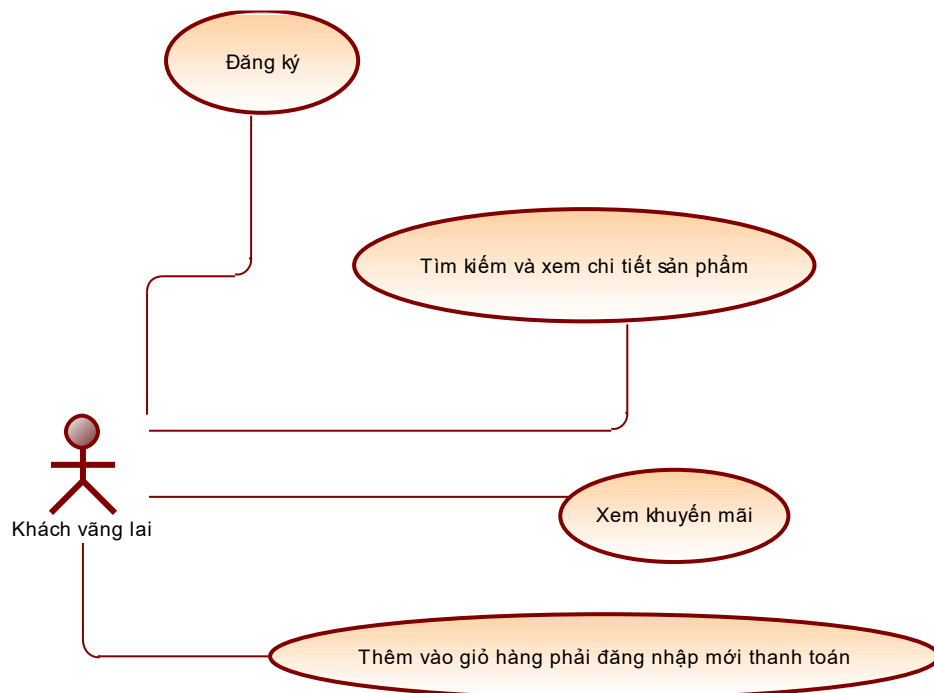 Đăng ký
Tìm kiếm và xem chi tiết sản phẩm
Xem khuyến mãi
Khách vãng lai
Thêm vào giỏ hàng phải đăng nhập mới thanh toán